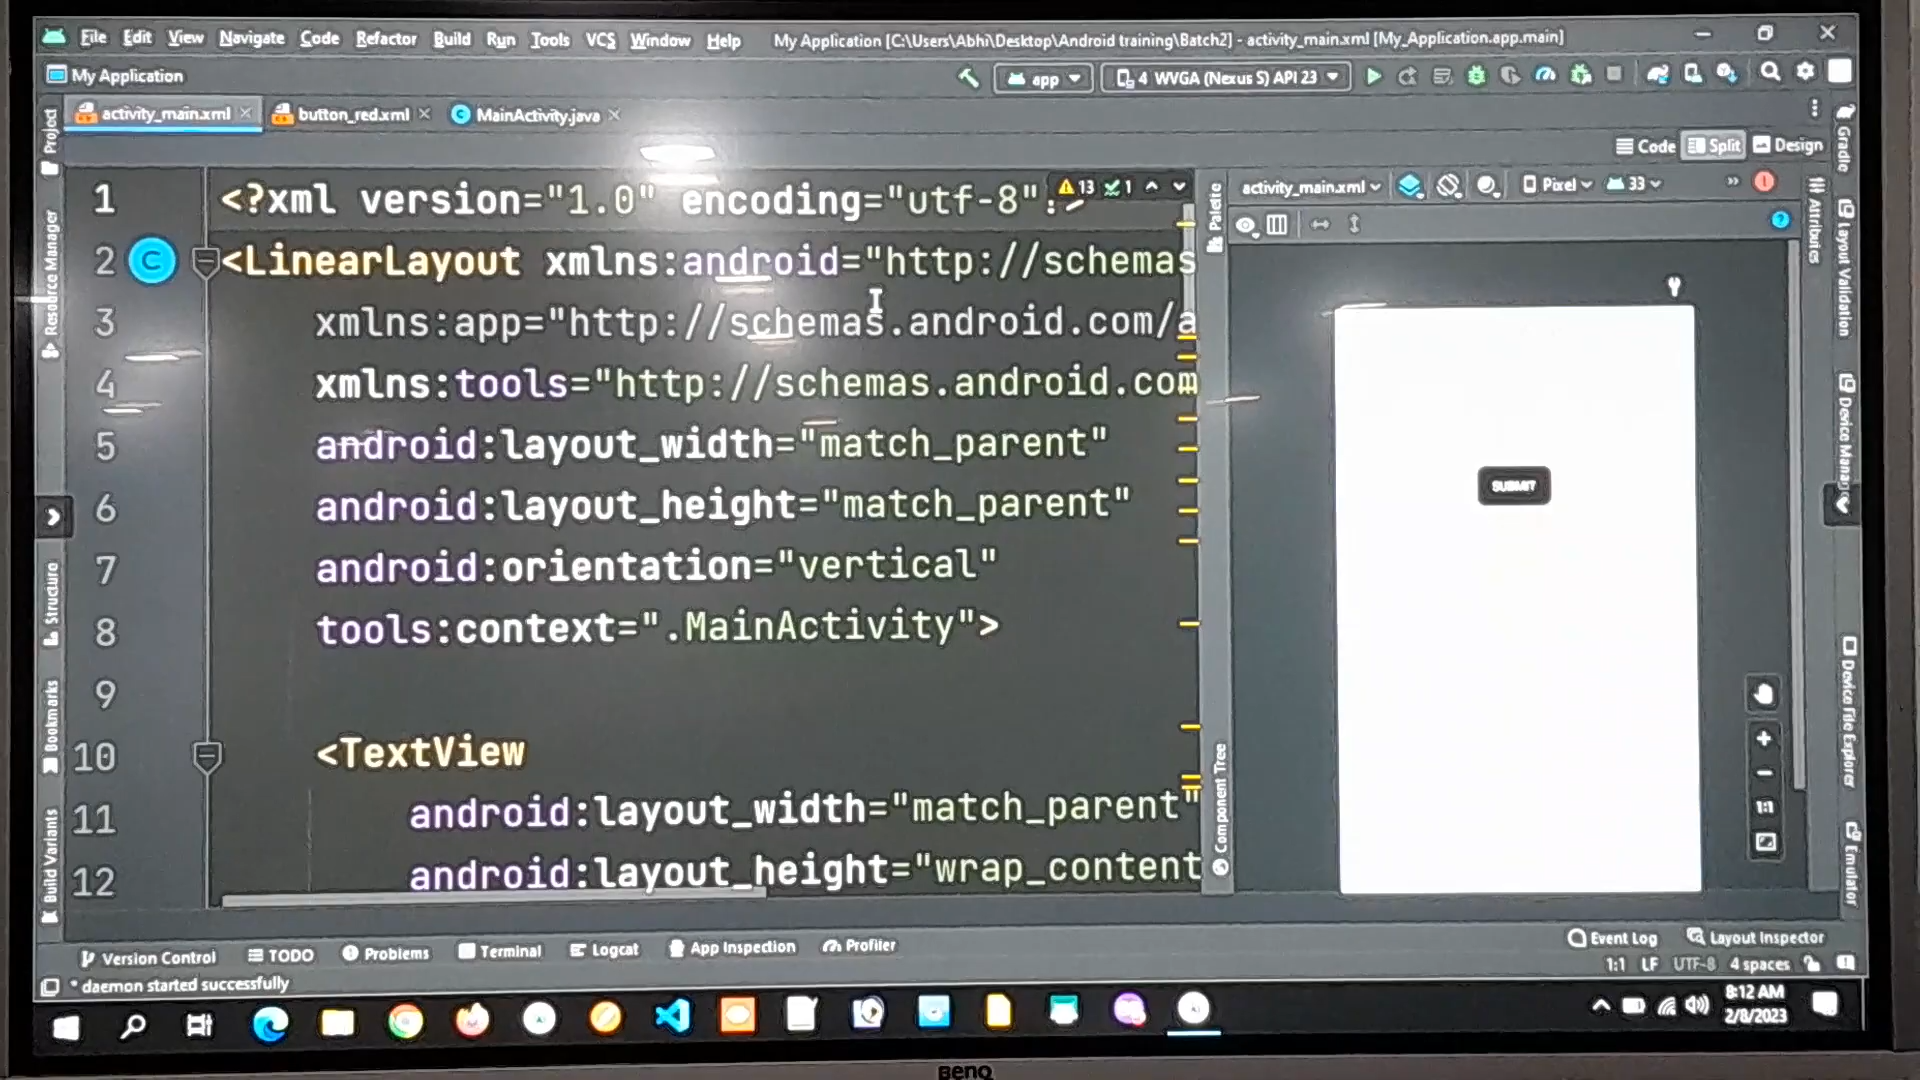 File Edit View Navigate Code Refactor Build Run Tools VCS Window Help My Application [C:\Users\Abhi\Desktop\Android training\Batch2] - activity_main.xml [My_Application.app.main]
My Application app 4 WVGA (Nexus S) API 23
activity_main.xml button_red.xml MainActivity.java
Code Split Design
activity_main.xml Pixel 33
13 1
1 <?xml version="1.0" encoding="utf-8"
2 <LinearLayout xmlns:android="http://schemas
3 xmlns:app="http://schemas.android.com/a
4 xmlns:tools="http://schemas.android.com
5 android:layout_width="match_parent"
6 android:layout_height="match_parent"
7 android:orientation="vertical"
8 tools:context=".MainActivity">
9
10 <TextView
11 android:layout_width="match_parent"
12 android:layout_height="wrap_content
SUBMIT
1:1
Project
Resource Manager
Structure
Bookmarks
Build Variants
Palette
Component Tree
Gradle
Attributes
Layout Validation
Device Manag
Device File Explorer
Emulator
Version Control TODO Problems Terminal Logcat App Inspection Profiler Event Log Layout Inspector
* daemon started successfully 1:1 LF UTF-8 4 spaces
8:12 AM
2/8/2023
BenQ